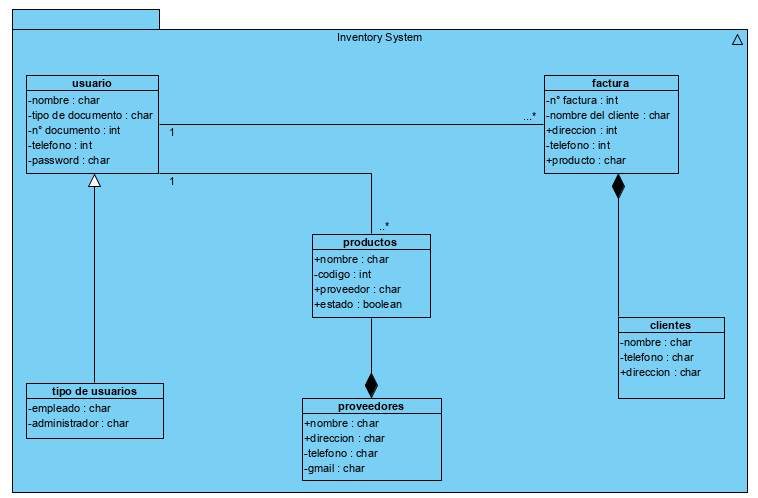 Inventory System
usuario
-nombre : char
-tipo de documento : char
-n° documento : int
-telefono : int
-password : char
factura
-n° factura : int
-nombre del cliente : char
+direccion : int
-telefono : int
+producto : char
1
...*
1
..*
productos
+nombre : char
-codigo : int
+proveedor : char
+estado : boolean
clientes
-nombre : char
-telefono : char
+direccion : char
tipo de usuarios
-empleado : char
-administrador : char
proveedores
+nombre : char
+direccion : char
-telefono : char
-gmail : char